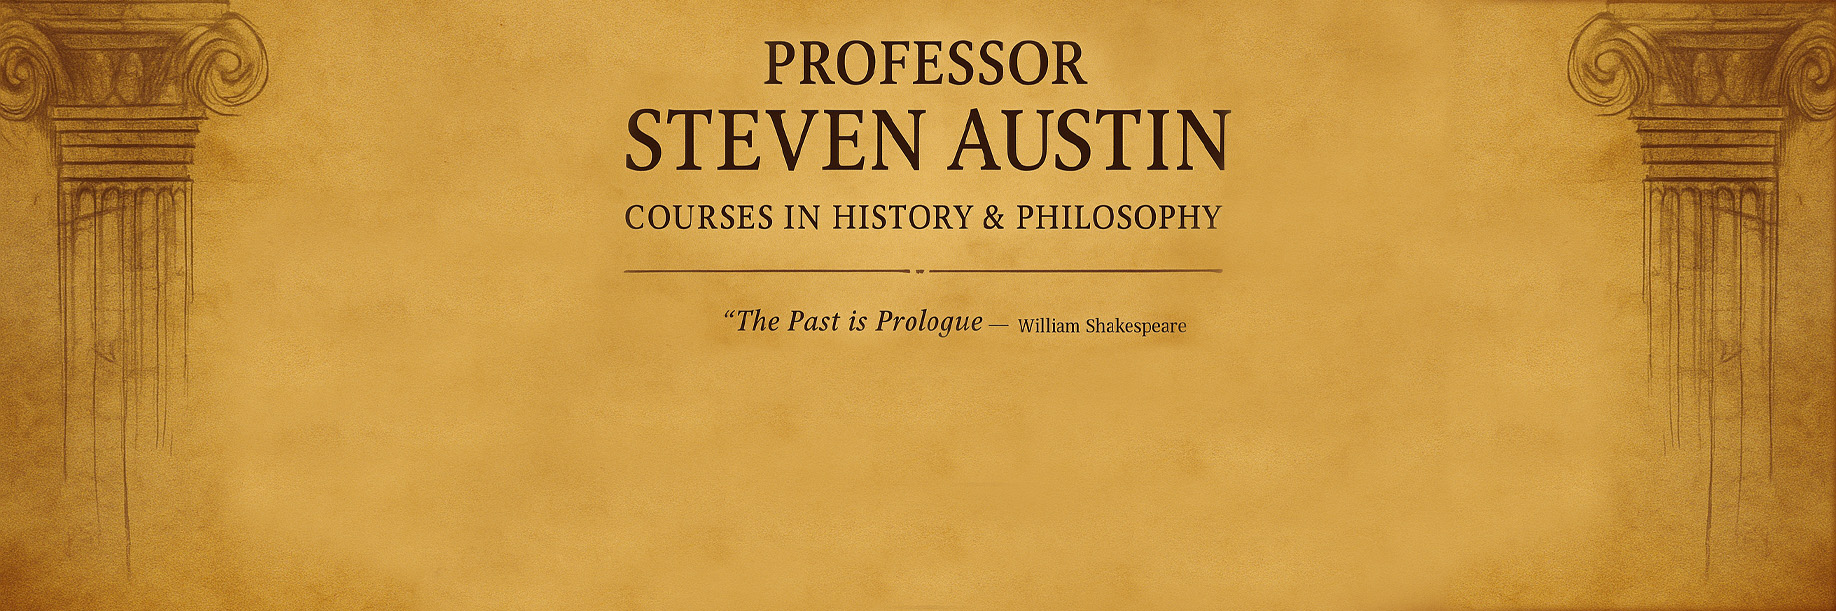 PROFESSOR
STEVEN AUSTIN
COURSES IN HISTORY & PHILOSOPHY
“The Past is Prologue — William Shakespeare